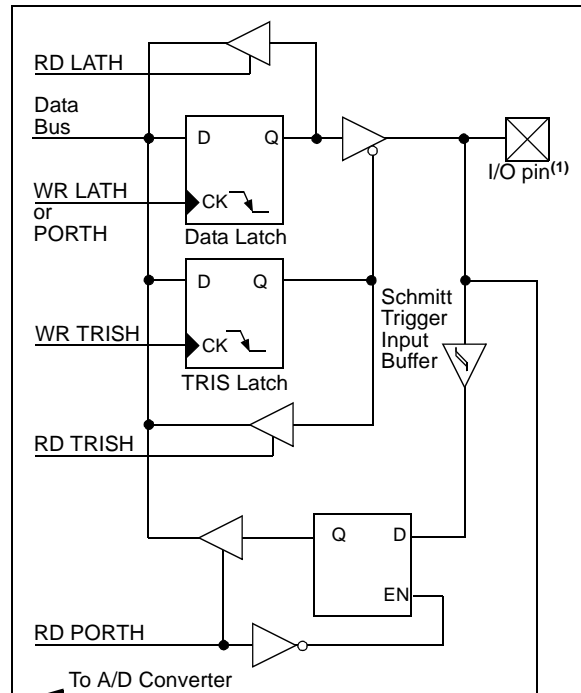 RD LATH
Data
Bus
D Q
I/O pin(1)
WR LATH
or
PORTH
CK
Data Latch
D Q
WR TRISH
CK
TRIS Latch
Schmitt
Trigger
Input
Buffer
RD TRISH
Q D
EN
RD PORTH
To A/D Converter